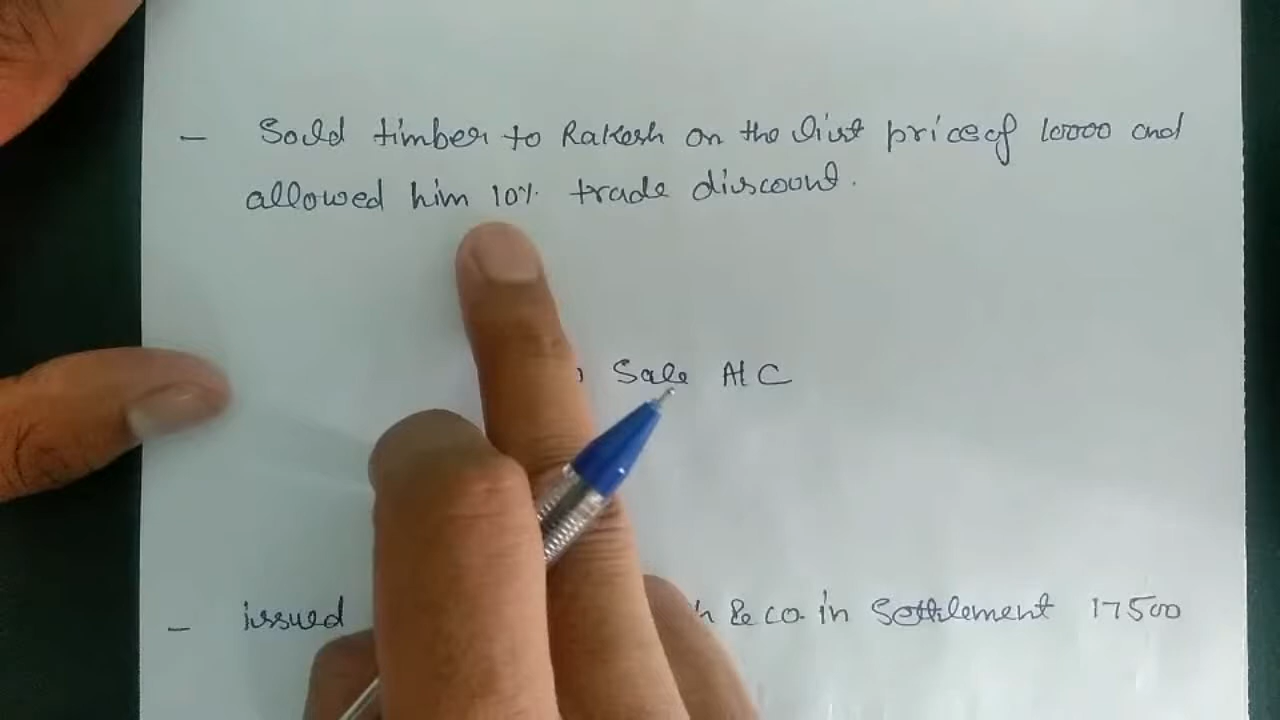 — Sold timber to Rakesh on the list price of 10000 and
allowed him 10% trade discount.
Sale A/C
— issued & co. in Settlement 17500